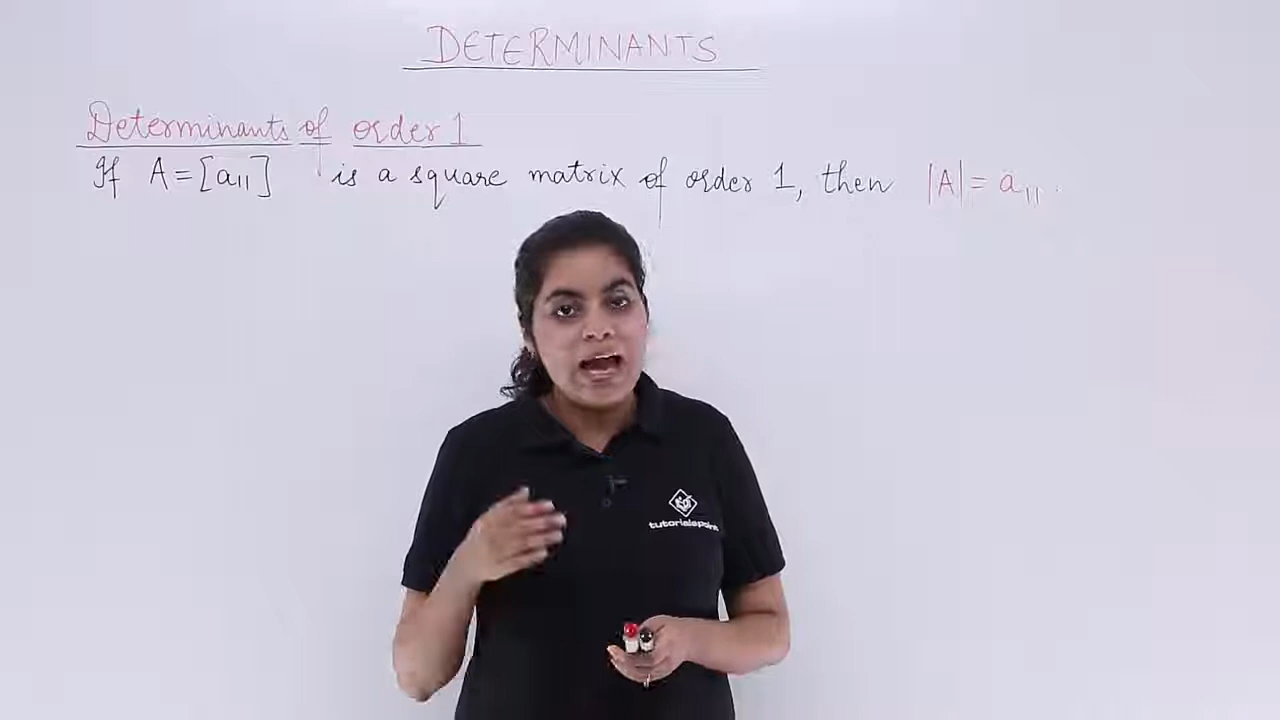 DETERMINANTS
Determinants of order 1
If A = [a₁₁] is a square matrix of order 1, then |A| = a₁₁.
tutorialspoint